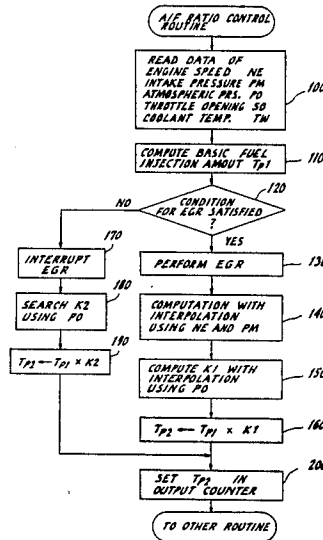 A/F RATIO CONTROL
ROUTINE
READ DATA OF
ENGINE SPEED NE
INTAKE PRESSURE PM
ATMOSPHERIC PRS. PO
THROTTLE OPENING SO
COOLANT TEMP. TW
100
COMPUTE BASIC FUEL
INJECTION AMOUT Tp1
110
120
CONDITION
FOR EGR SATISFIED
?
NO
YES
170
INTERRUPT
EGR
PERFORM EGR
130
180
SEARCH K2
USING PO
COMPUTATION WITH
INTERPOLATION
USING NE AND PM
140
190
TP2 ← TP1 × K2
COMPUTE K1 WITH
INTERPOLATION
USING PO
150
TP2 ← TP1 × K1
160
SET TP2 IN
OUTPUT COUNTER
200
TO OTHER ROUTINE